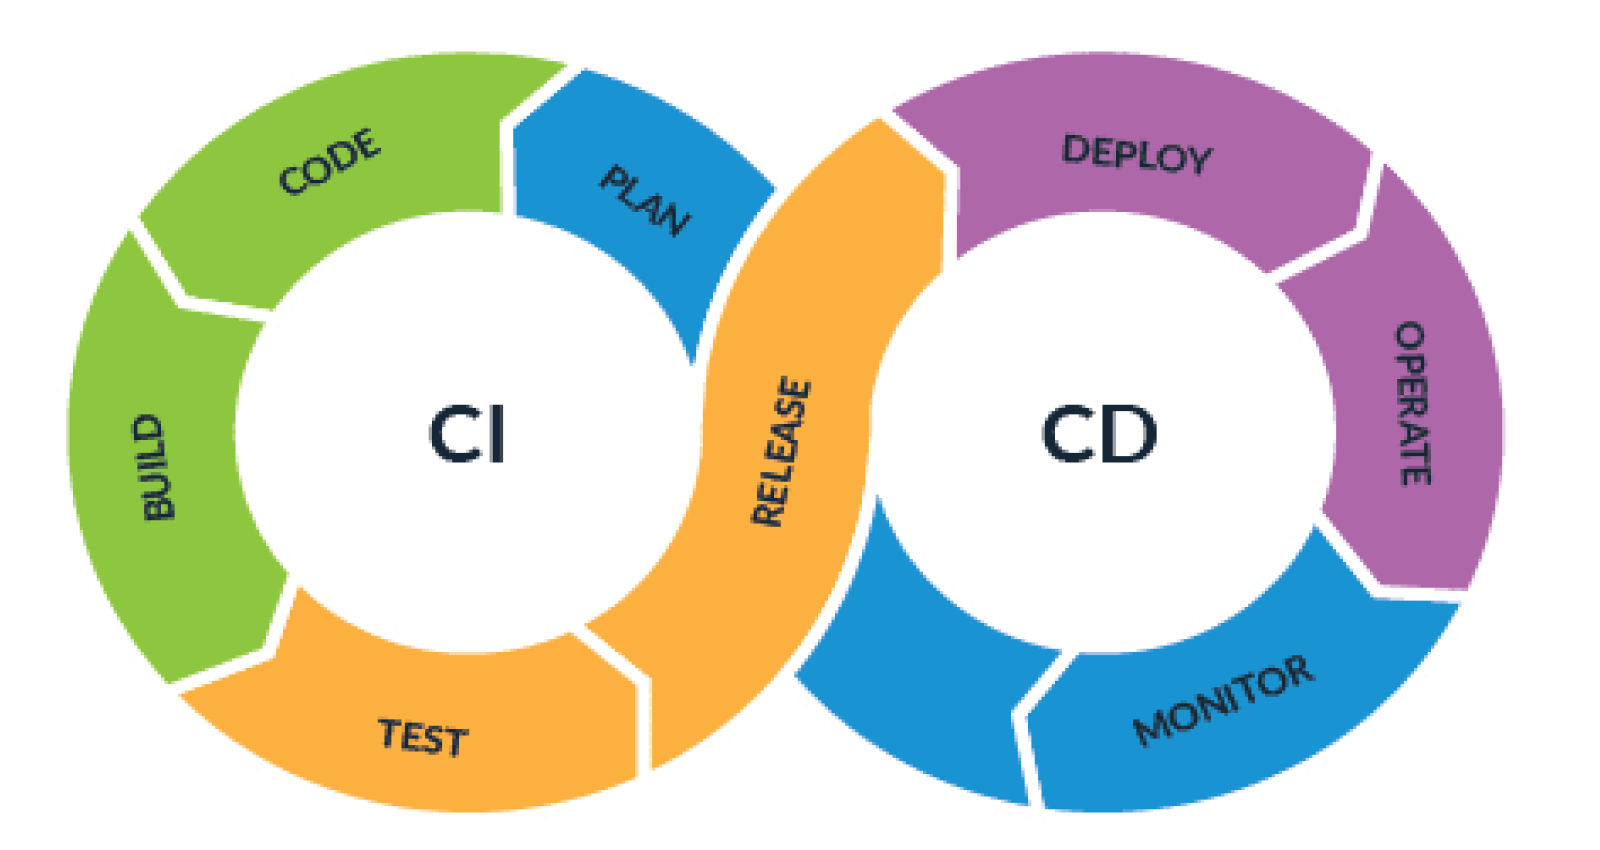 CODE
PLAN
DEPLOY
BUILD
CI
RELEASE
CD
OPERATE
TEST
MONITOR